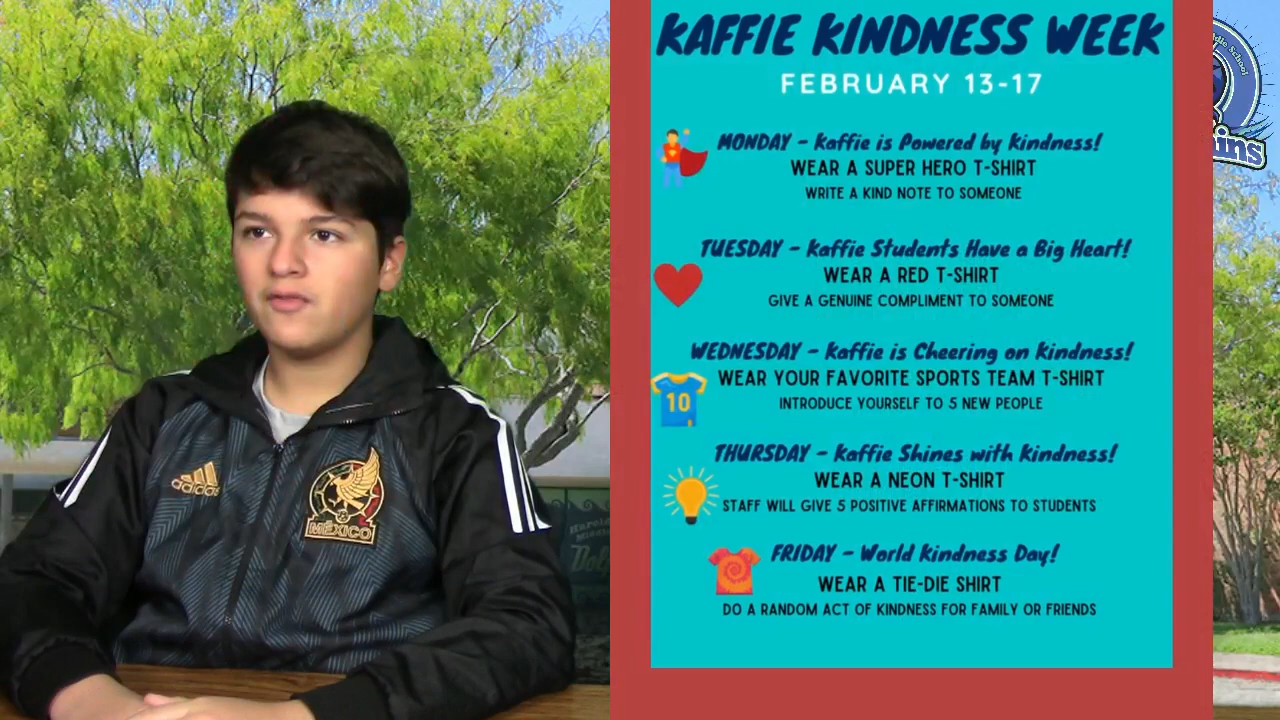 KAFFIE KINDNESS WEEK
FEBRUARY 13-17
MONDAY - Kaffie is Powered by Kindness!
WEAR A SUPER HERO T-SHIRT
WRITE A KIND NOTE TO SOMEONE
TUESDAY - Kaffie Students Have a Big Heart!
WEAR A RED T-SHIRT
GIVE A GENUINE COMPLIMENT TO SOMEONE
WEDNESDAY - Kaffie is Cheering on Kindness!
WEAR YOUR FAVORITE SPORTS TEAM T-SHIRT
10
INTRODUCE YOURSELF TO 5 NEW PEOPLE
THURSDAY - Kaffie Shines with Kindness!
WEAR A NEON T-SHIRT
STAFF WILL GIVE 5 POSITIVE AFFIRMATIONS TO STUDENTS
FRIDAY - World Kindness Day!
WEAR A TIE-DIE SHIRT
DO A RANDOM ACT OF KINDNESS FOR FAMILY OR FRIENDS
adidas
MÉXICO
School